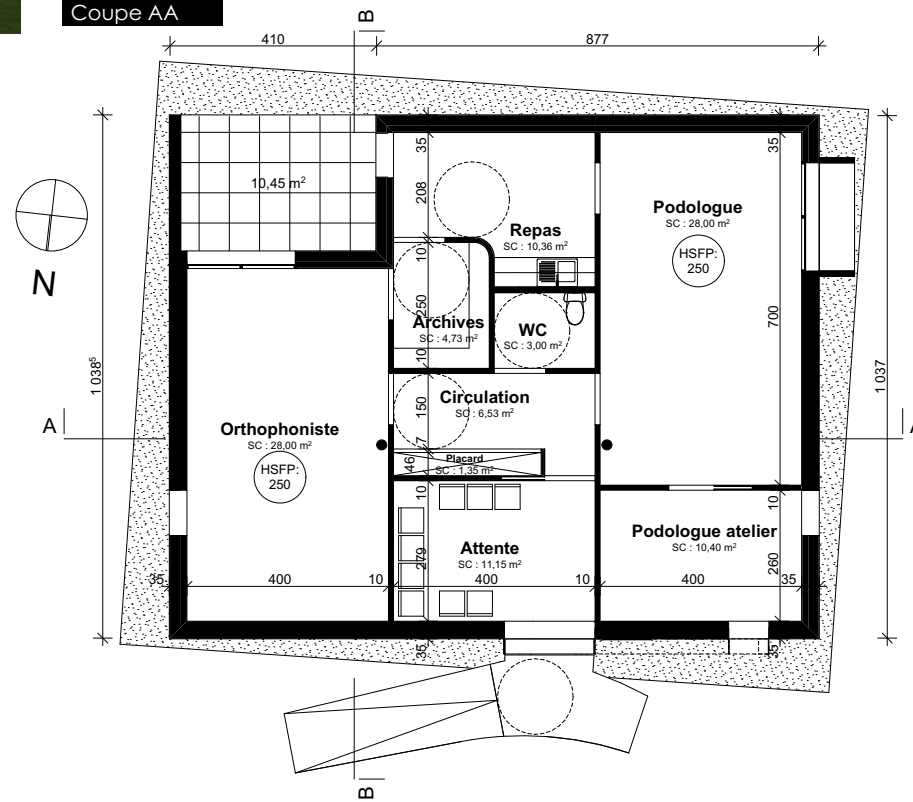 Coupe AA
B
410
877
35
35
10,45 m²
208
Podologue
SC : 28,00 m²
HSFP:
250
Repas
SC : 10,36 m²
10
N
250
Archives
SC : 4,73 m²
WC
SC : 3,00 m²
700
10
1 038⁵
1 037
Circulation
SC : 6,53 m²
150
A
A
Orthophoniste
SC : 28,00 m²
HSFP:
250
7
46
Placard
SC : 1,35 m²
10
10
Attente
SC : 11,15 m²
Podologue atelier
SC : 10,40 m²
279
260
35
400
10
400
10
400
35
35
35
B